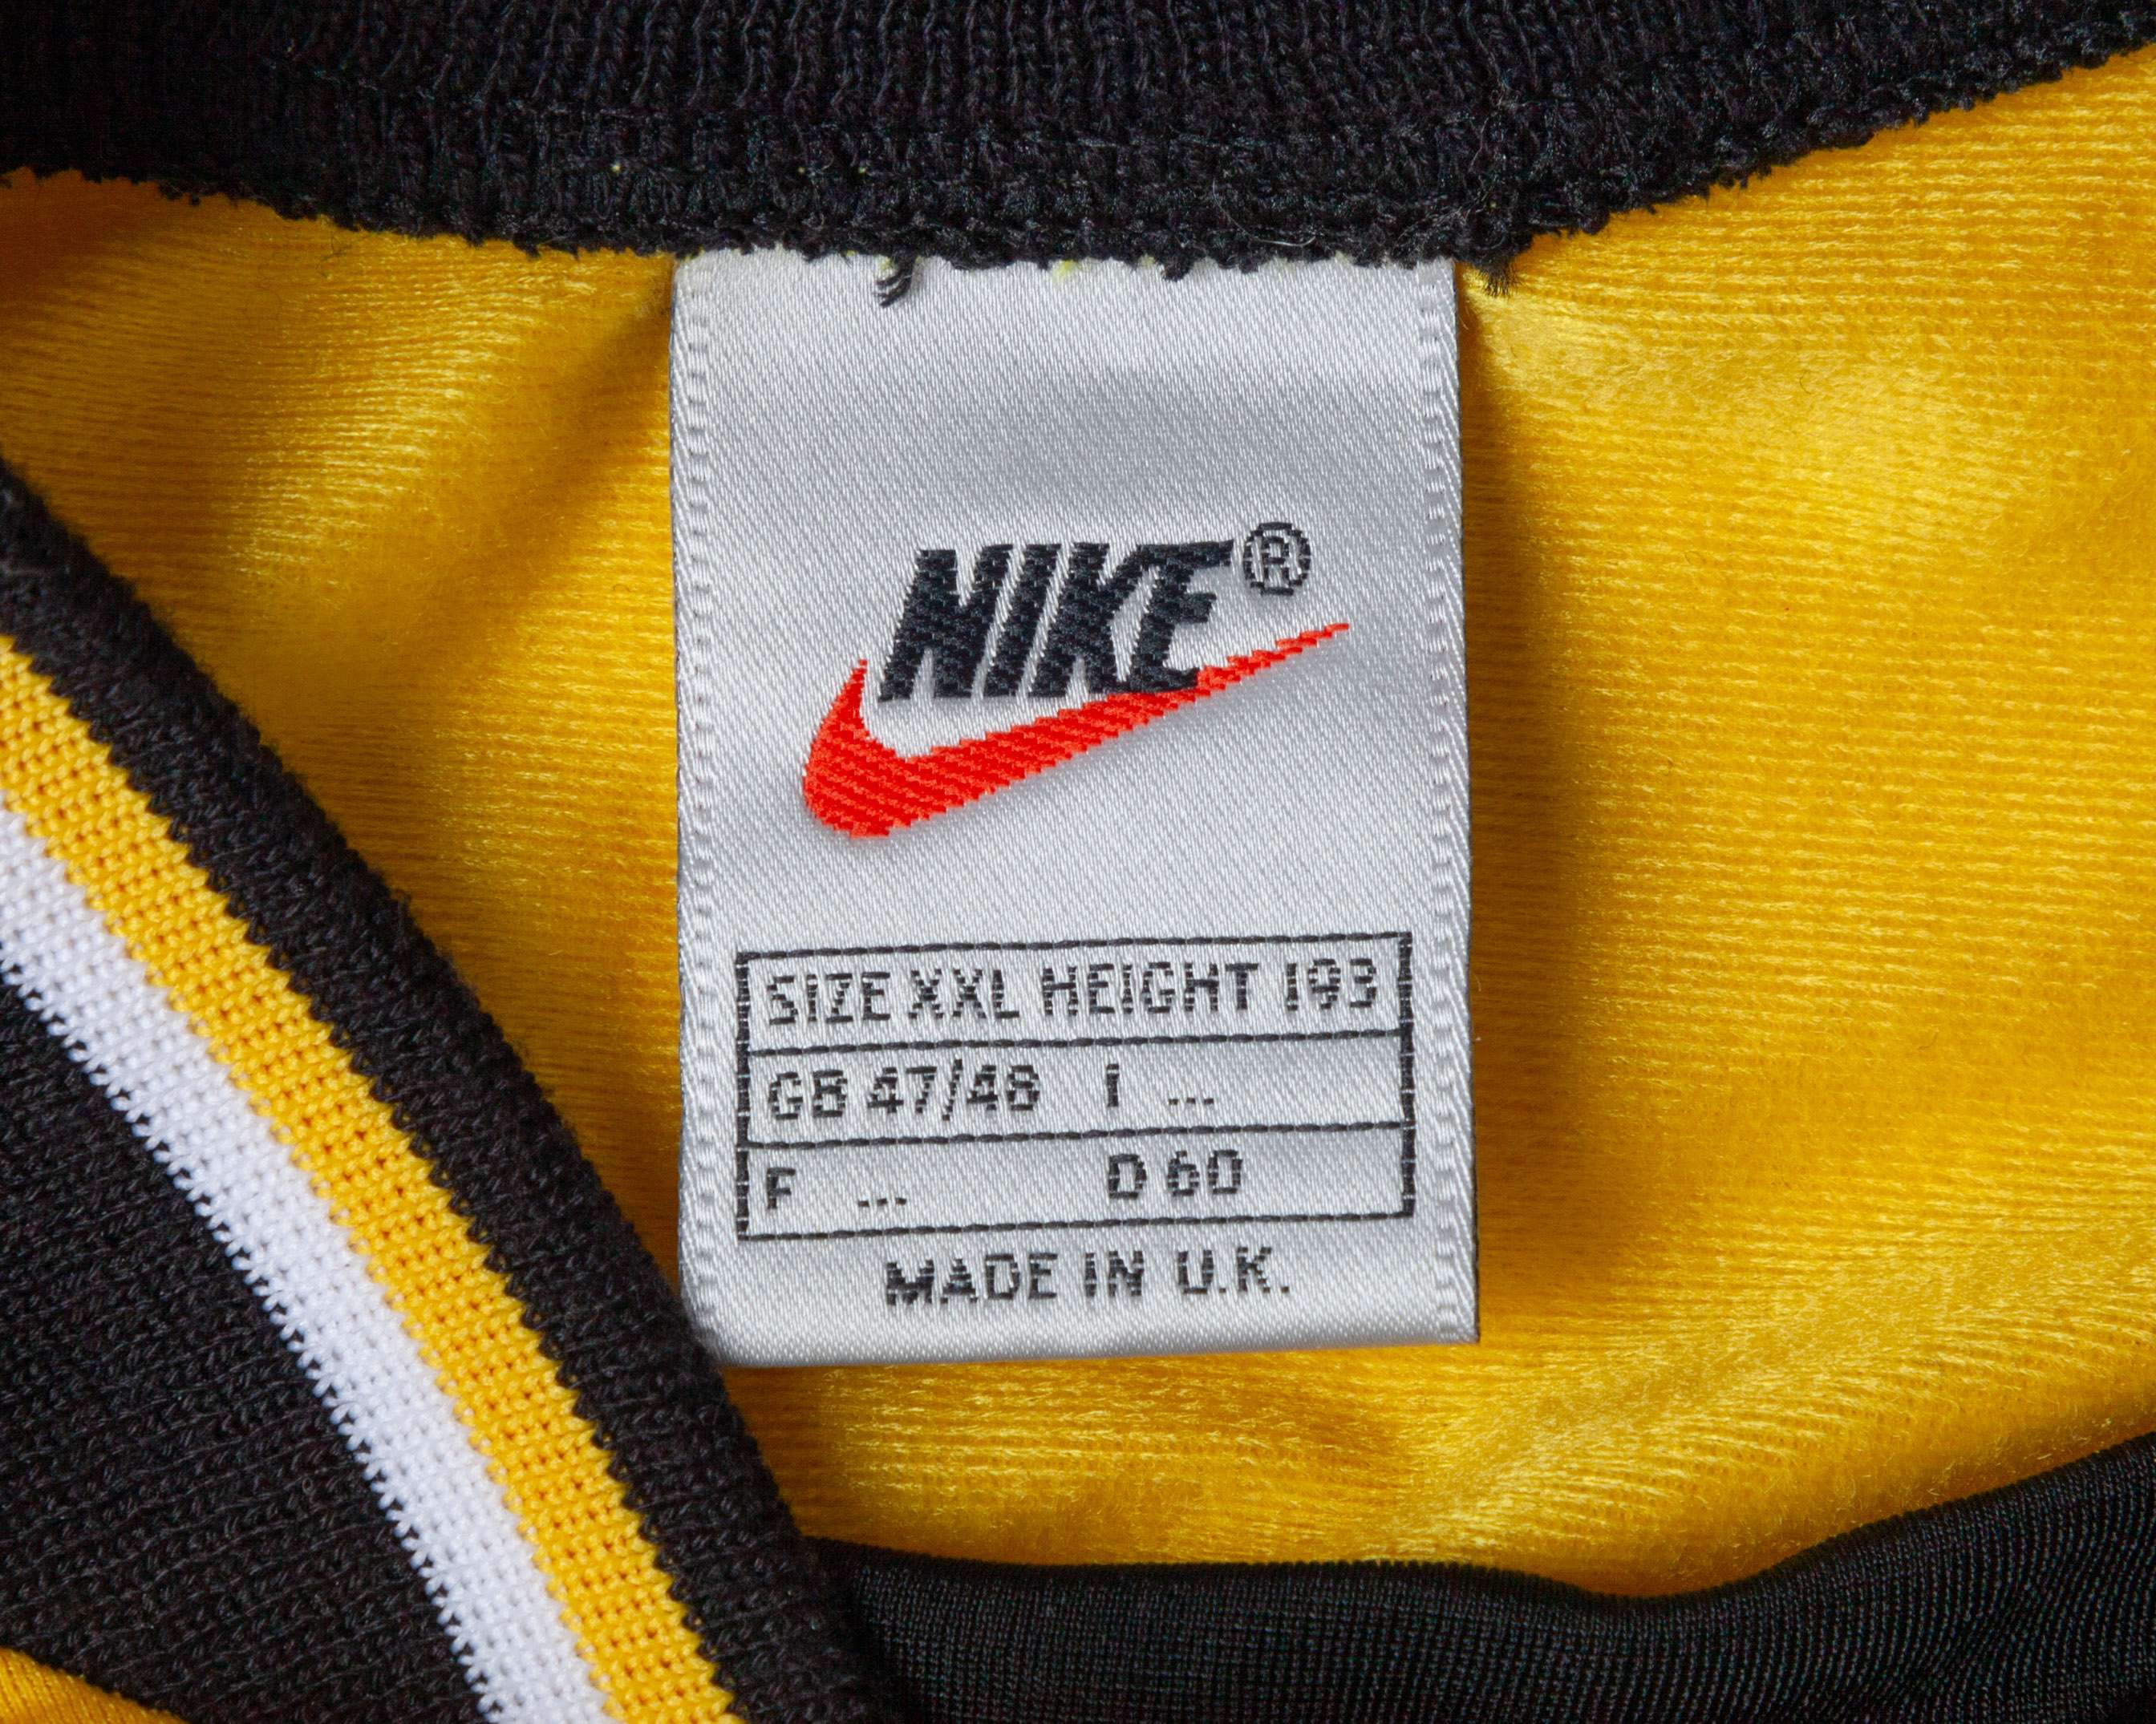 NIKE®
SIZE XXL HEIGHT 193
GB 47/48 I ...
F ... D 60
MADE IN U.K.